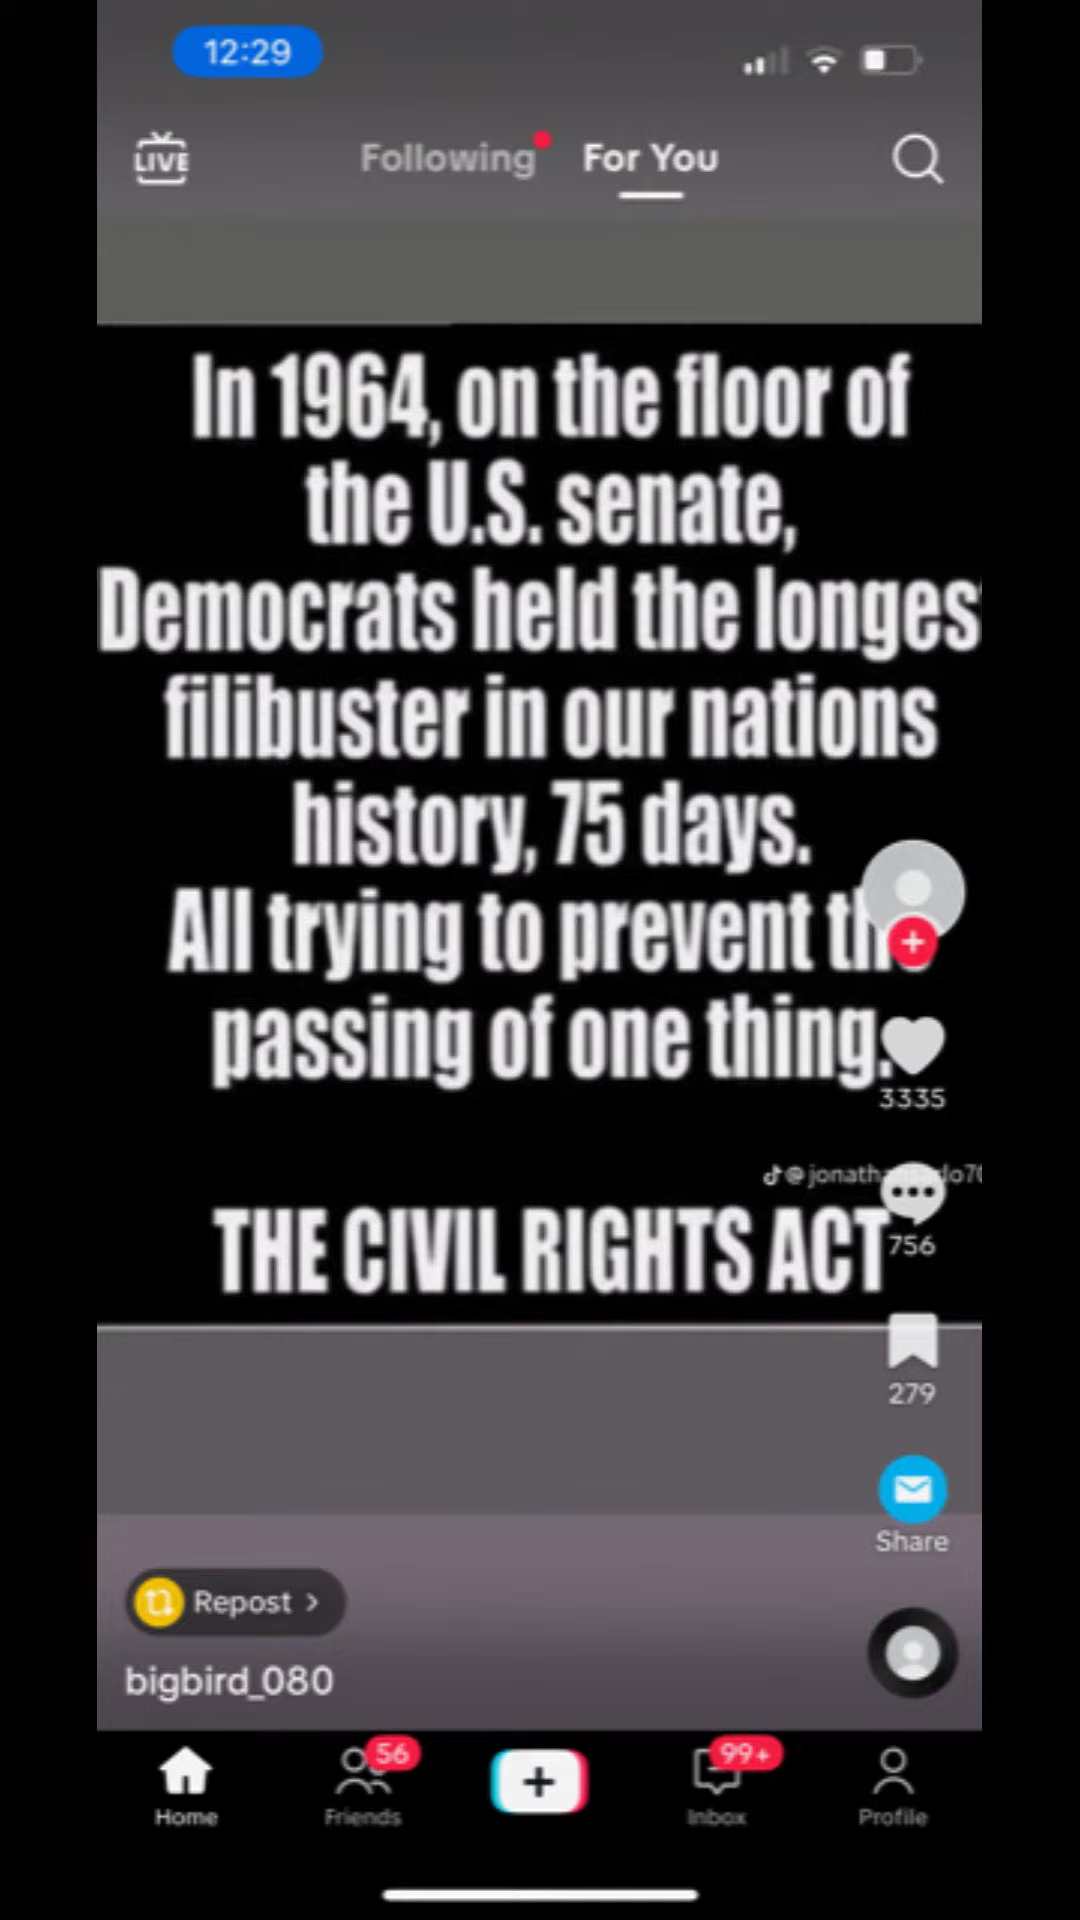 12:29
LIVE
Following
For You
In 1964, on the floor of
the U.S. senate,
Democrats held the longes
filibuster in our nations
history, 75 days.
All trying to prevent
passing of one thing.
3335
THE CIVIL RIGHTS ACT
756
279
Share
Repost >
bigbird_080
56
99+
Home
Friends
Inbox
Profile